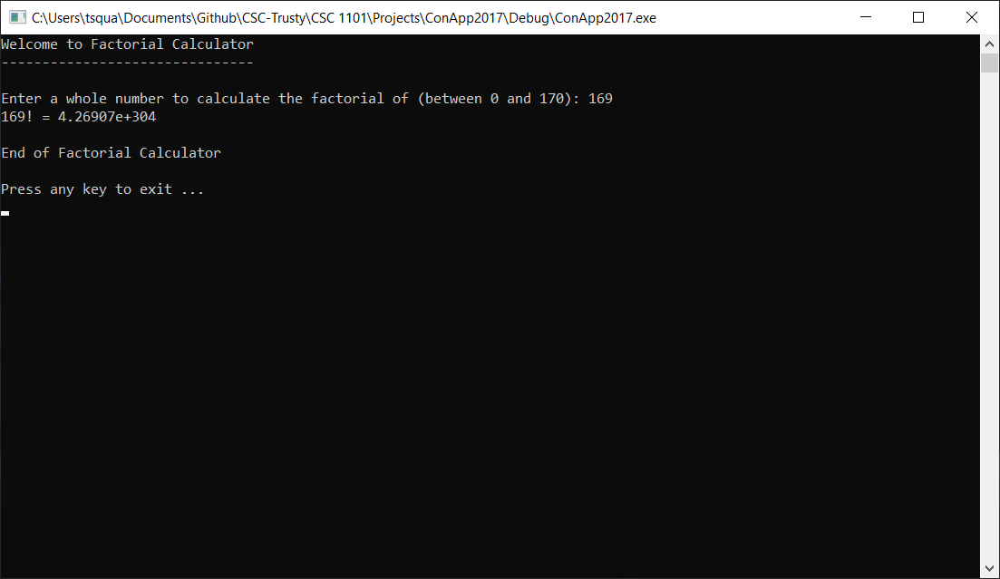 C:\Users\tsqua\Documents\Github\CSC-Trusty\CSC 1101\Projects\ConApp2017\Debug\ConApp2017.exe
Welcome to Factorial Calculator
-------------------------------
Enter a whole number to calculate the factorial of (between 0 and 170): 169
169! = 4.26907e+304
End of Factorial Calculator
Press any key to exit ...